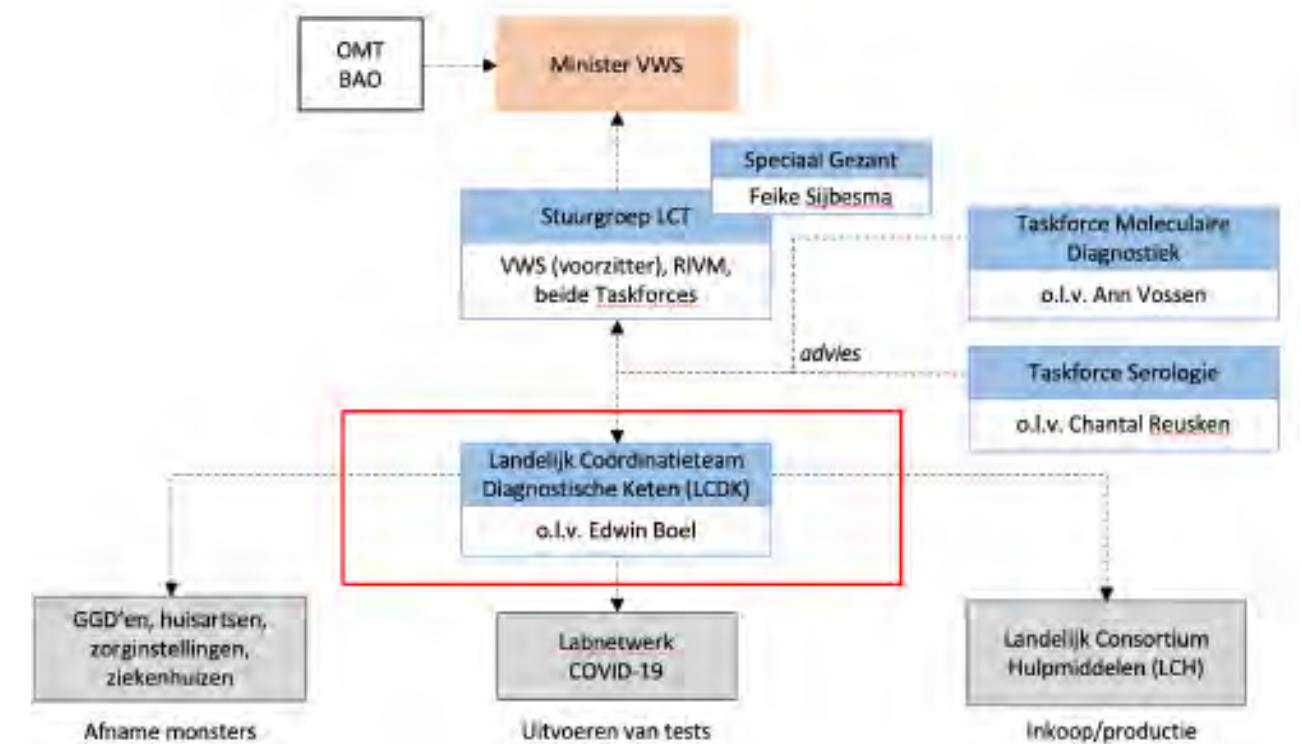 OMT
BAO
Minister VWS
Speciaal Gezant
Feike Sijbesma
Stuurgroep LCT
VWS (voorzitter), RIVM,
beide Taskforces
Taskforce Moleculaire
Diagnostiek
o.l.v. Ann Vossen
advies
Taskforce Serologie
o.l.v. Chantal Reusken
Landelijk Coördinatieteam
Diagnostische Keten (LCDK)
o.l.v. Edwin Boel
GGD'en, huisartsen,
zorginstellingen,
ziekenhuizen
Labnetwerk
COVID-19
Landelijk Consortium
Hulpmiddelen (LCH)
Afname monsters
Uitvoeren van tests
Inkoop/productie